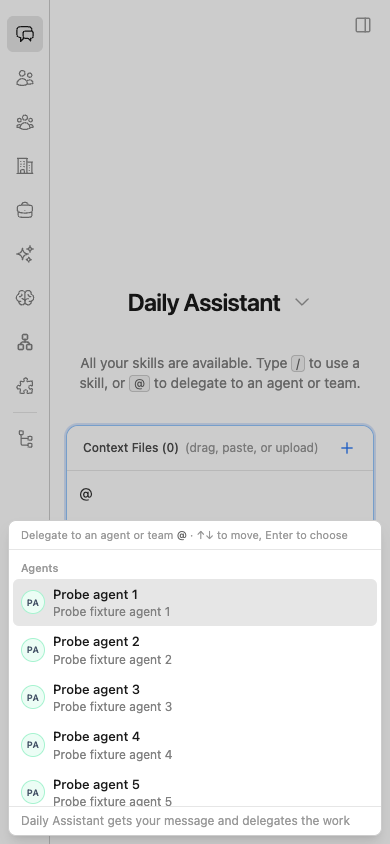 Daily Assistant
All your skills are available. Type / to use a
skill, or @ to delegate to an agent or team.
Context Files (0) (drag, paste, or upload) +
@
Delegate to an agent or team @ · ↑↓ to move, Enter to choose
Agents
PA Probe agent 1
Probe fixture agent 1
PA Probe agent 2
Probe fixture agent 2
PA Probe agent 3
Probe fixture agent 3
PA Probe agent 4
Probe fixture agent 4
PA Probe agent 5
Probe fixture agent 5
Daily Assistant gets your message and delegates the work